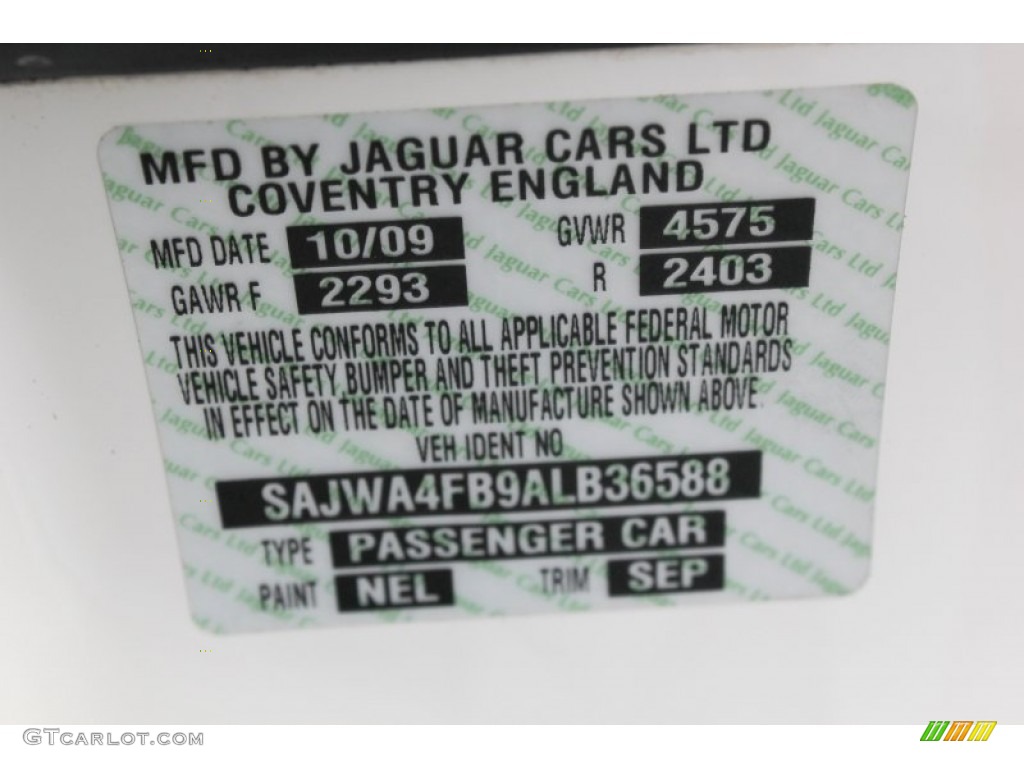 MFD BY JAGUAR CARS LTD
COVENTRY ENGLAND
MFD DATE 10/09 GVWR 4575
GAWR F 2293 R 2403
THIS VEHICLE CONFORMS TO ALL APPLICABLE FEDERAL MOTOR
VEHICLE SAFETY, BUMPER AND THEFT PREVENTION STANDARDS
IN EFFECT ON THE DATE OF MANUFACTURE SHOWN ABOVE.
VEH IDENT NO
SAJWA4FB9ALB36588
TYPE PASSENGER CAR
PAINT NEL TRIM SEP
GTCARLOT.COM